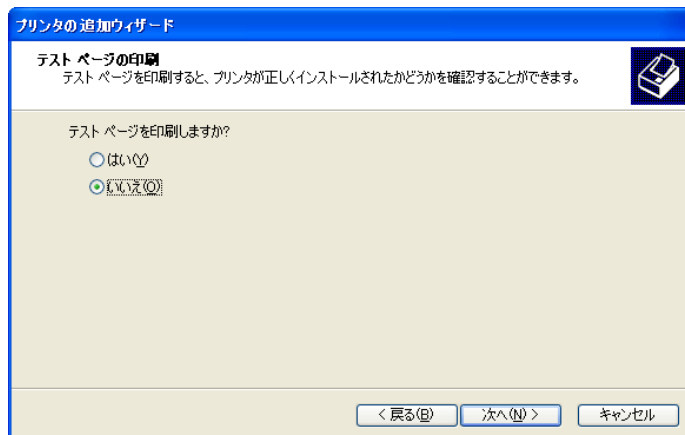 プリンタの追加ウィザード
テスト ページの印刷
テスト ページを印刷すると、プリンタが正しくインストールされたかどうかを確認することができます。
テスト ページを印刷しますか?
はい(Y)
いいえ(O)
< 戻る(B) 次へ(N) > キャンセル